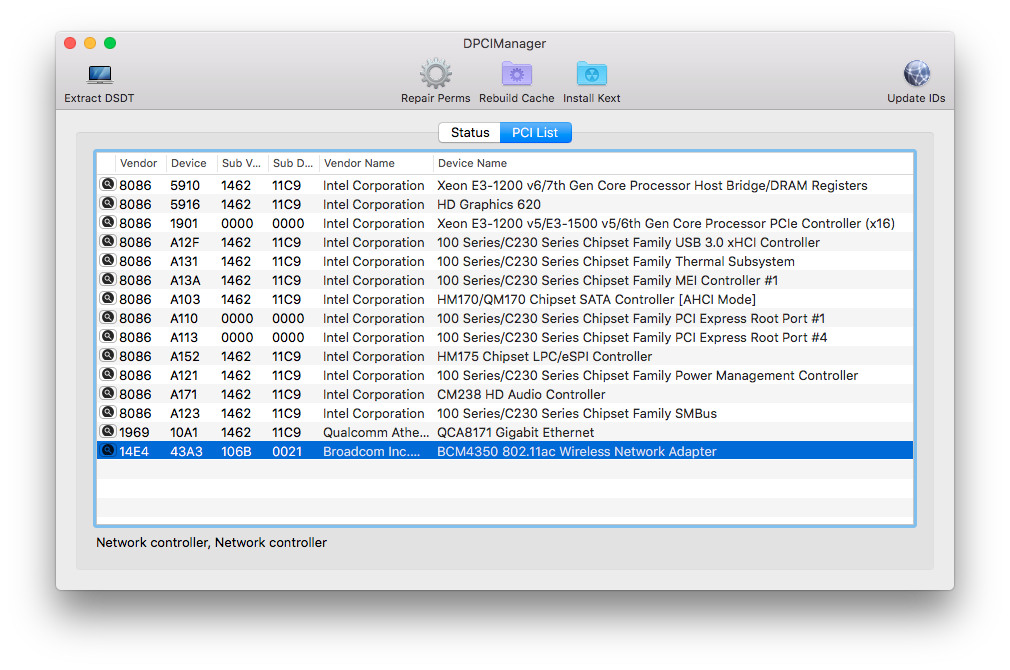 DPCIManager
Extract DSDT Repair Perms Rebuild Cache Install Kext Update IDs
Status PCI List
Vendor Device Sub V... Sub D... Vendor Name Device Name
8086 5910 1462 11C9 Intel Corporation Xeon E3-1200 v6/7th Gen Core Processor Host Bridge/DRAM Registers
8086 5916 1462 11C9 Intel Corporation HD Graphics 620
8086 1901 0000 0000 Intel Corporation Xeon E3-1200 v5/E3-1500 v5/6th Gen Core Processor PCIe Controller (x16)
8086 A12F 1462 11C9 Intel Corporation 100 Series/C230 Series Chipset Family USB 3.0 xHCI Controller
8086 A131 1462 11C9 Intel Corporation 100 Series/C230 Series Chipset Family Thermal Subsystem
8086 A13A 1462 11C9 Intel Corporation 100 Series/C230 Series Chipset Family MEI Controller #1
8086 A103 1462 11C9 Intel Corporation HM170/QM170 Chipset SATA Controller [AHCI Mode]
8086 A110 0000 0000 Intel Corporation 100 Series/C230 Series Chipset Family PCI Express Root Port #1
8086 A113 0000 0000 Intel Corporation 100 Series/C230 Series Chipset Family PCI Express Root Port #4
8086 A152 1462 11C9 Intel Corporation HM175 Chipset LPC/eSPI Controller
8086 A121 1462 11C9 Intel Corporation 100 Series/C230 Series Chipset Family Power Management Controller
8086 A171 1462 11C9 Intel Corporation CM238 HD Audio Controller
8086 A123 1462 11C9 Intel Corporation 100 Series/C230 Series Chipset Family SMBus
1969 10A1 1462 11C9 Qualcomm Athe... QCA8171 Gigabit Ethernet
14E4 43A3 106B 0021 Broadcom Inc.... BCM4350 802.11ac Wireless Network Adapter
Network controller, Network controller